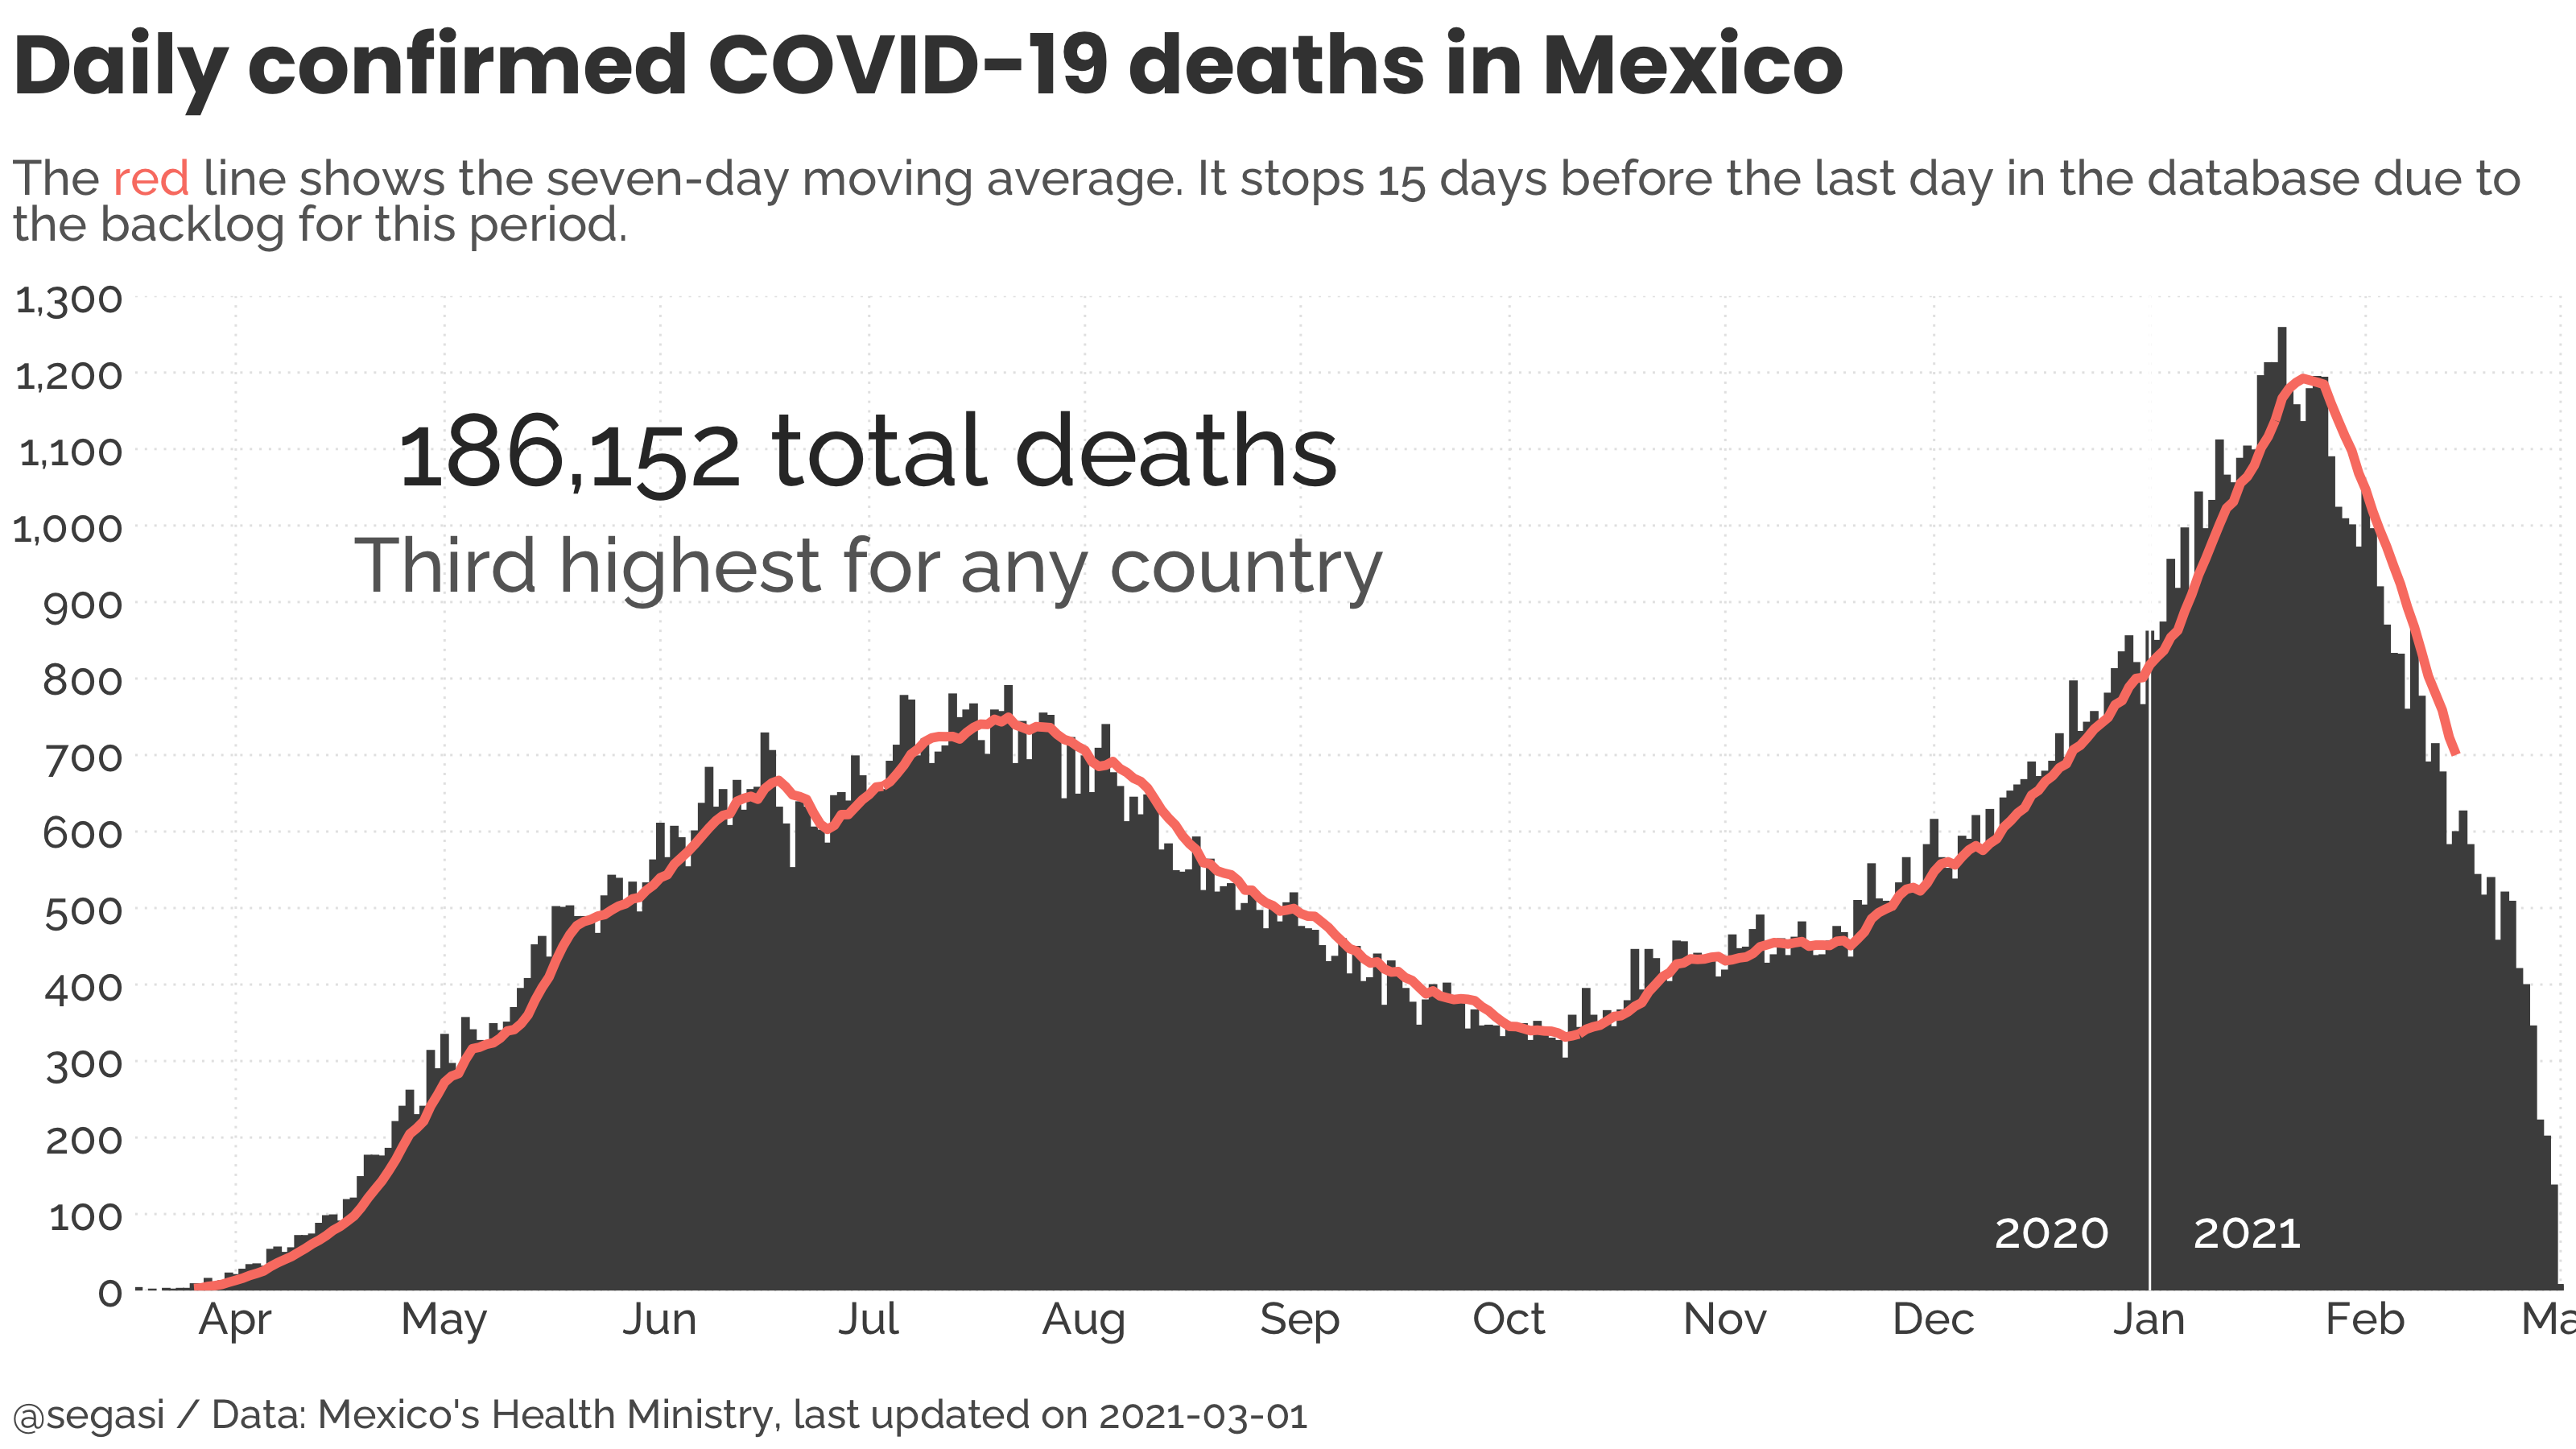 Daily confirmed COVID-19 deaths in Mexico
The red line shows the seven-day moving average. It stops 15 days before the last day in the database due to
the backlog for this period.
1,300
1,200
1,100
1,000
900
800
700
600
500
400
300
200
100
0
186,152 total deaths
Third highest for any country
2020 2021
Apr May Jun Jul Aug Sep Oct Nov Dec Jan Feb Ma
@segasi / Data: Mexico's Health Ministry, last updated on 2021-03-01